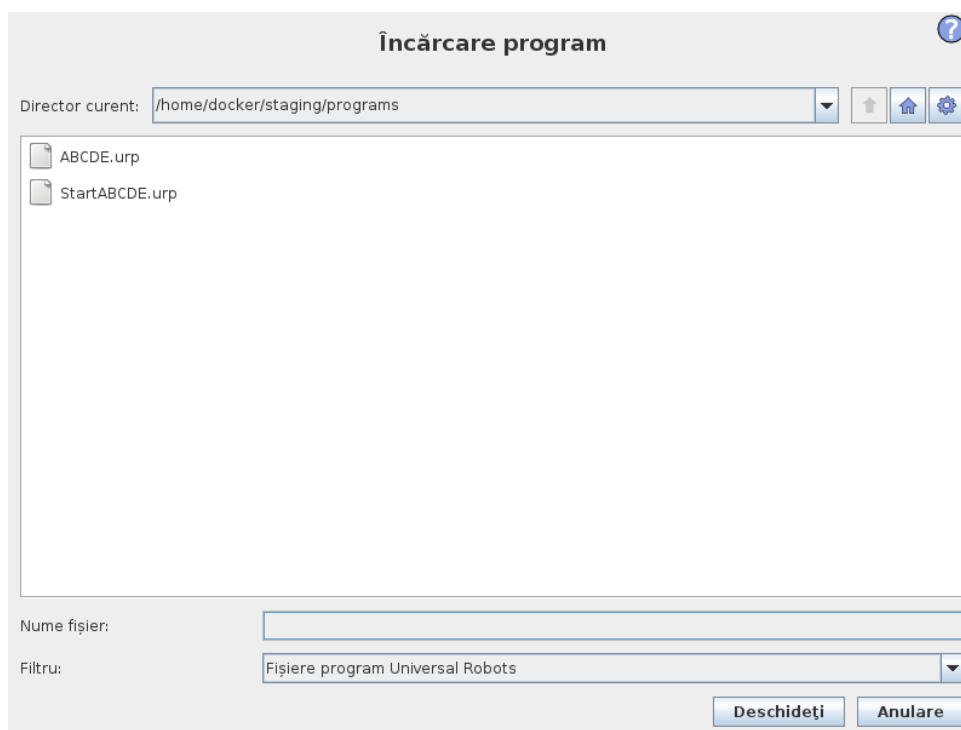 Încărcare program
?
Director curent: /home/docker/staging/programs
ABCDE.urp
StartABCDE.urp
Nume fișier:
Filtru: Fișiere program Universal Robots
Deschideți Anulare